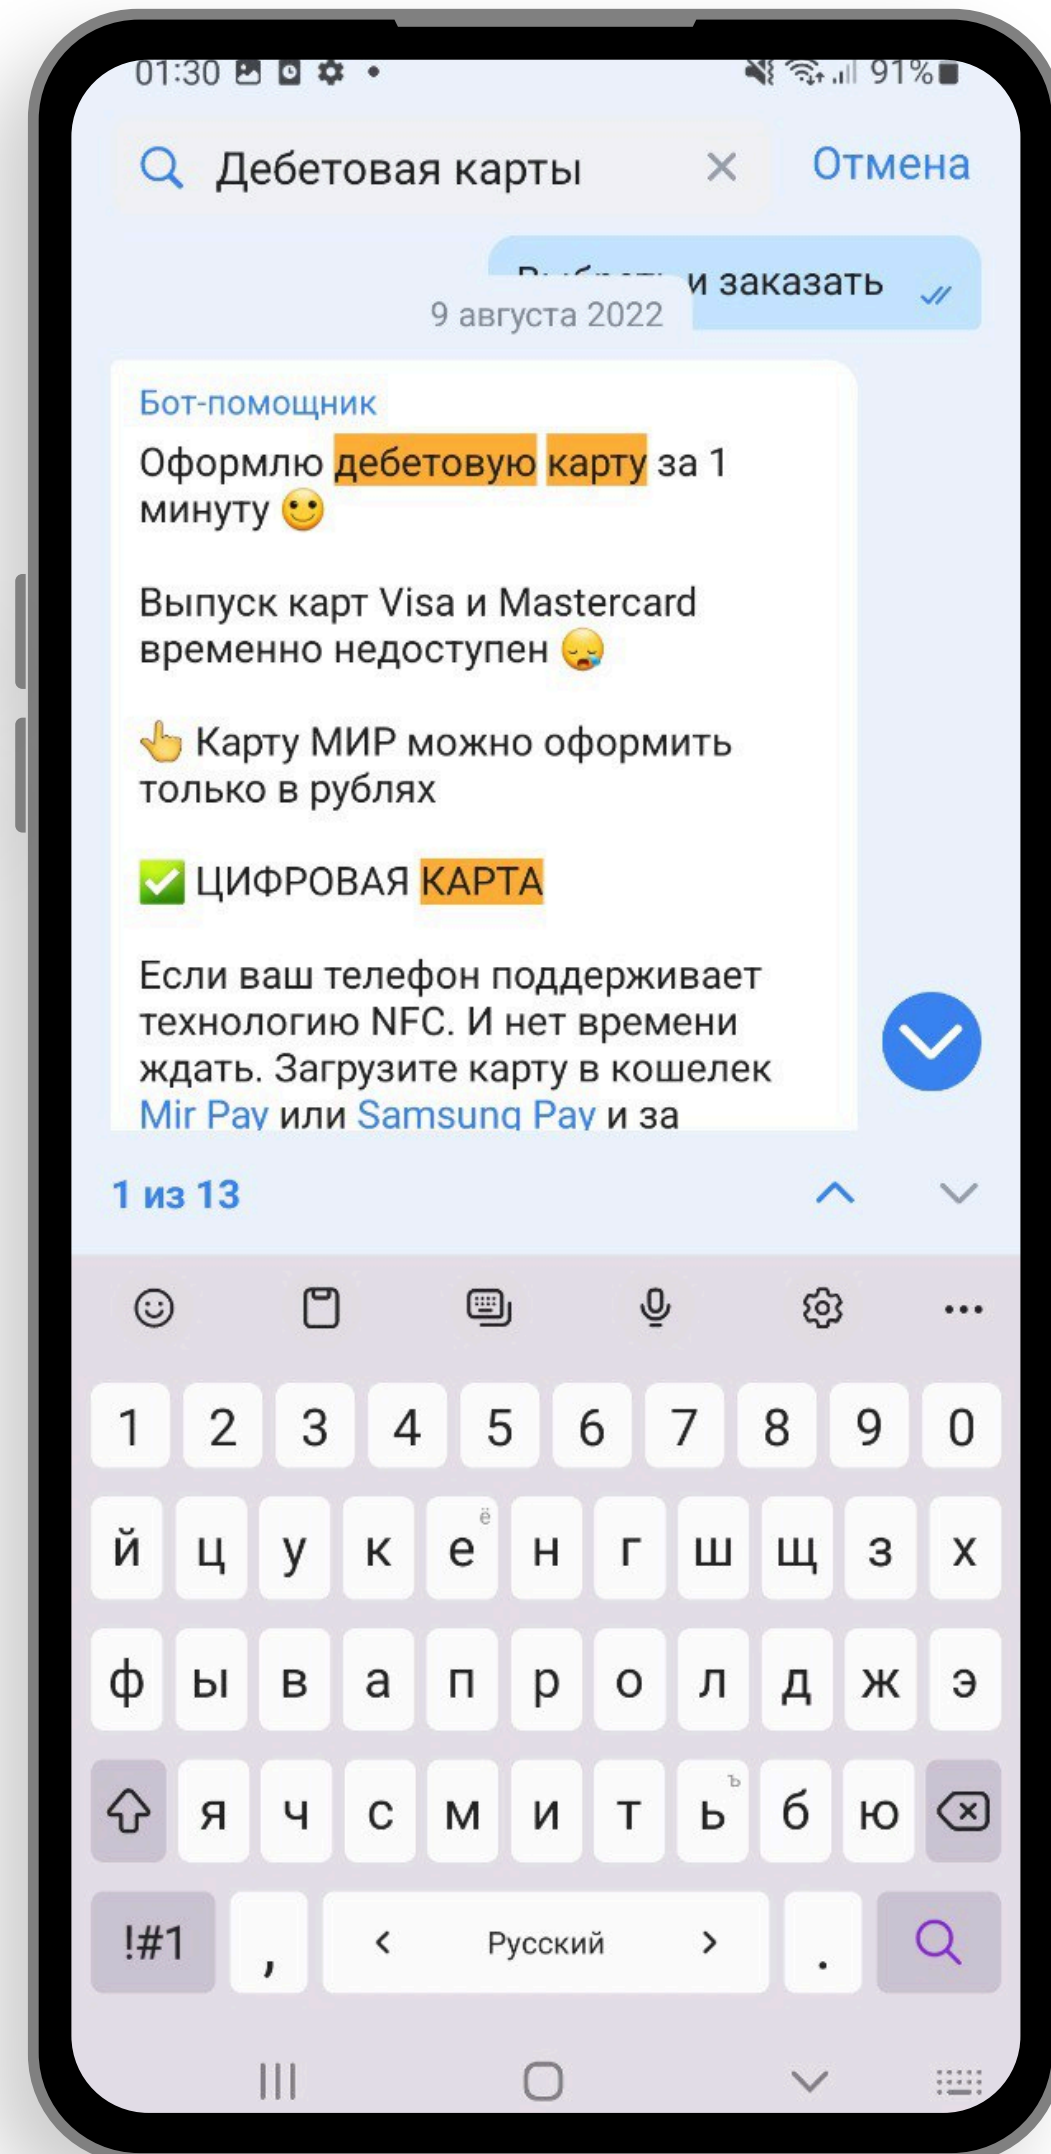 01:30
91%
Дебетовая карты
Отмена
и заказать
9 августа 2022
Бот-помощник
Оформлю дебетовую карту за 1
минуту
Выпуск карт Visa и Mastercard
временно недоступен
Карту МИР можно оформить
только в рублях
ЦИФРОВАЯ КАРТА
Если ваш телефон поддерживает
технологию NFC. И нет времени
ждать. Загрузите карту в кошелек
Mir Pay или Samsung Pay и за
1 из 13
1 2 3 4 5 6 7 8 9 0
й ц у к е ё н г ш щ з х
ф ы в а п р о л д ж э
я ч с м и т ь ъ б ю
!#1 , < Русский > .